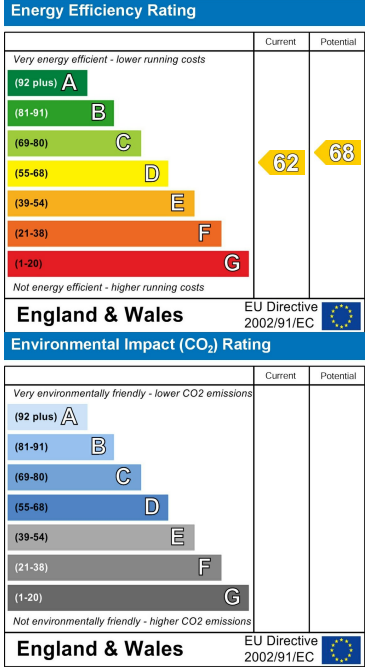 Energy Efficiency Rating
Current Potential
Very energy efficient - lower running costs
(92 plus) A
(81-91) B
(69-80) C
(55-68) D
(39-54) E
(21-38) F
(1-20) G
62
68
Not energy efficient - higher running costs
England & Wales
EU Directive
2002/91/EC
Environmental Impact (CO₂) Rating
Current Potential
Very environmentally friendly - lower CO2 emissions
(92 plus) A
(81-91) B
(69-80) C
(55-68) D
(39-54) E
(21-38) F
(1-20) G
Not environmentally friendly - higher CO2 emissions
England & Wales
EU Directive
2002/91/EC